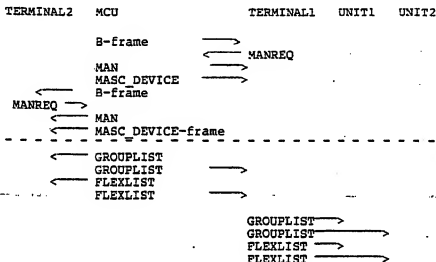 TERMINAL2 MCU TERMINAL1 UNIT1 UNIT2
B-frame
MANREQ
MAN
MASC_DEVICE
B-frame
MANREQ
MAN
MASC_DEVICE-frame
GROUPLIST
GROUPLIST
FLEXLIST
FLEXLIST
GROUPLIST
GROUPLIST
FLEXLIST
FLEXLIST